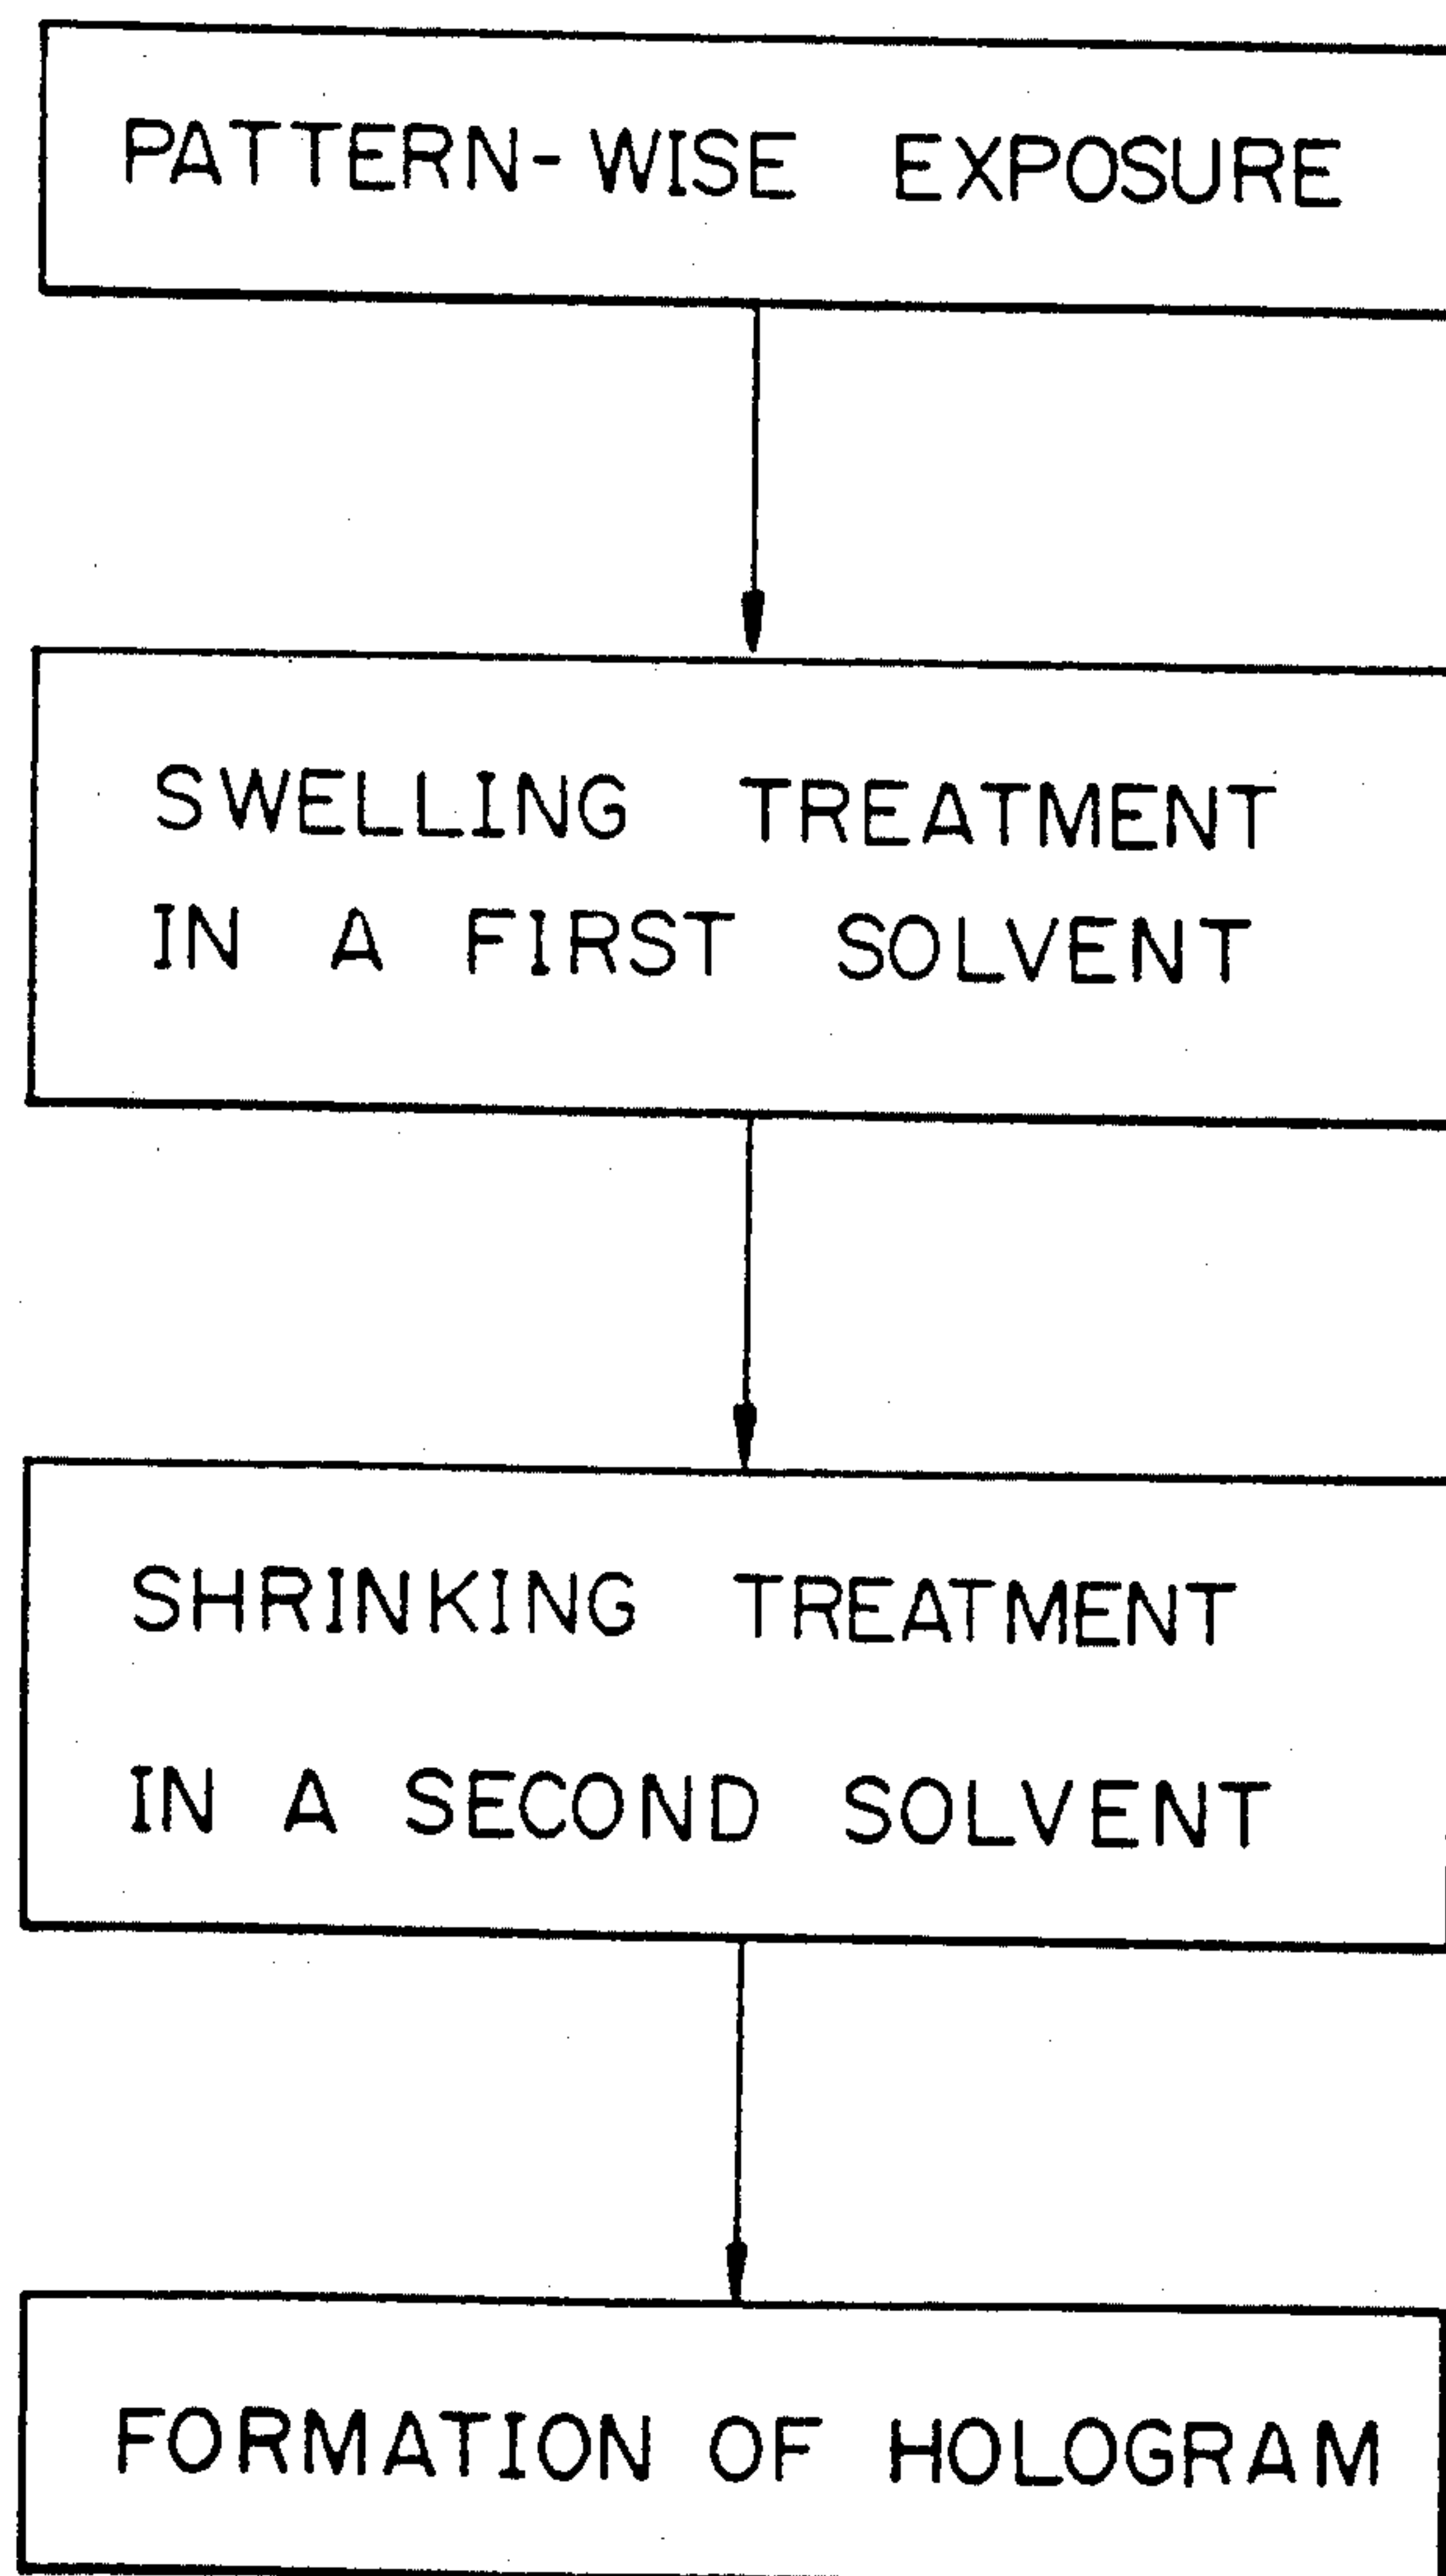 PATTERN-WISE EXPOSURE
SWELLING TREATMENT
IN A FIRST SOLVENT
SHRINKING TREATMENT
IN A SECOND SOLVENT
FORMATION OF HOLOGRAM